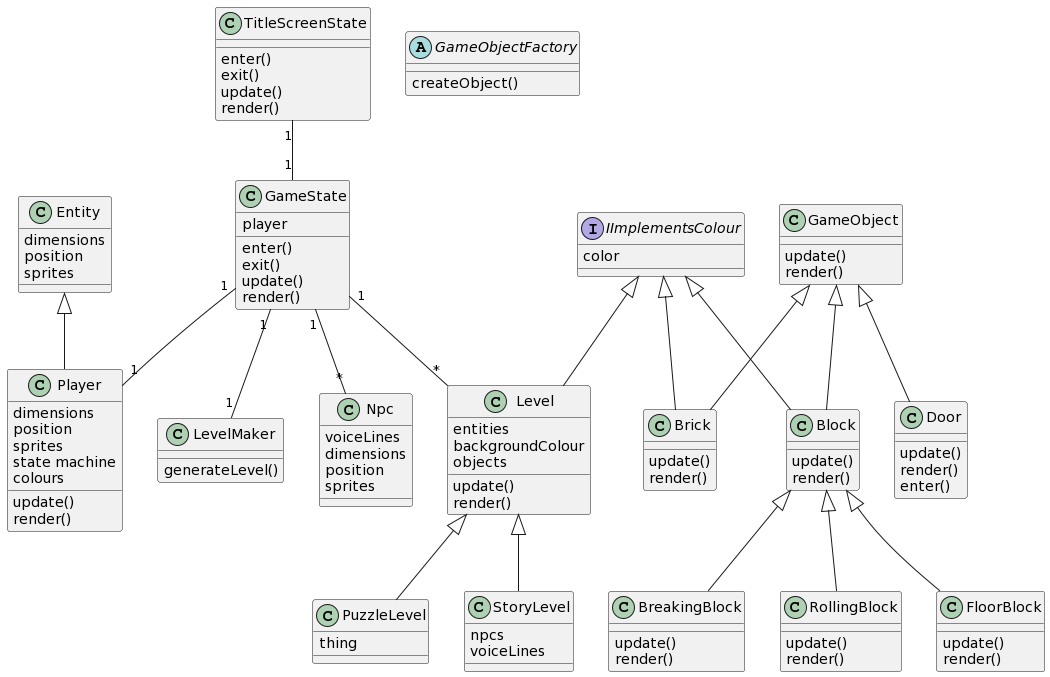 C TitleScreenState
enter()
exit()
update()
render()
A GameObjectFactory
createObject()
1
1
C Entity
dimensions
position
sprites
C GameState
player
enter()
exit()
update()
render()
I IImplementsColour
color
C GameObject
update()
render()
1
1
1
1
1
1
*
*
C Player
dimensions
position
sprites
state machine
colours
update()
render()
C LevelMaker
generateLevel()
C Npc
voiceLines
dimensions
position
sprites
C Level
entities
backgroundColour
objects
update()
render()
C Brick
update()
render()
C Block
update()
render()
C Door
update()
render()
enter()
C PuzzleLevel
thing
C StoryLevel
npcs
voiceLines
C BreakingBlock
update()
render()
C RollingBlock
update()
render()
C FloorBlock
update()
render()